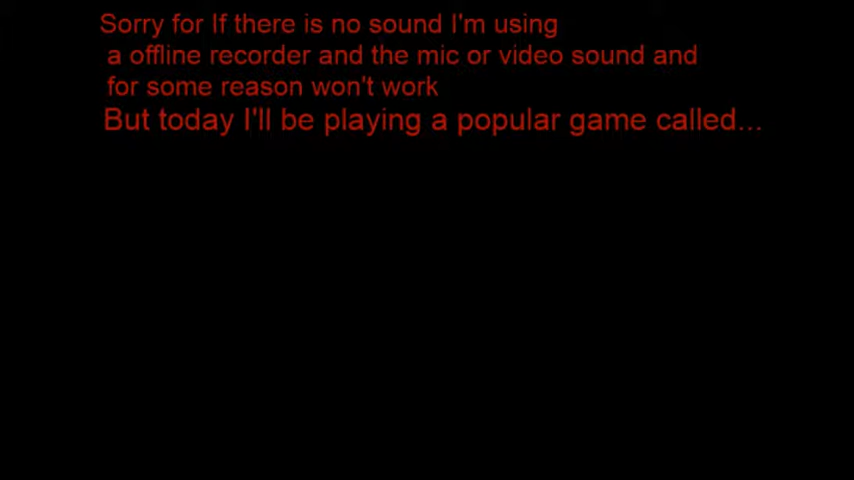 Sorry for If there is no sound I'm using
a offline recorder and the mic or video sound and
for some reason won't work
But today I'll be playing a popular game called...